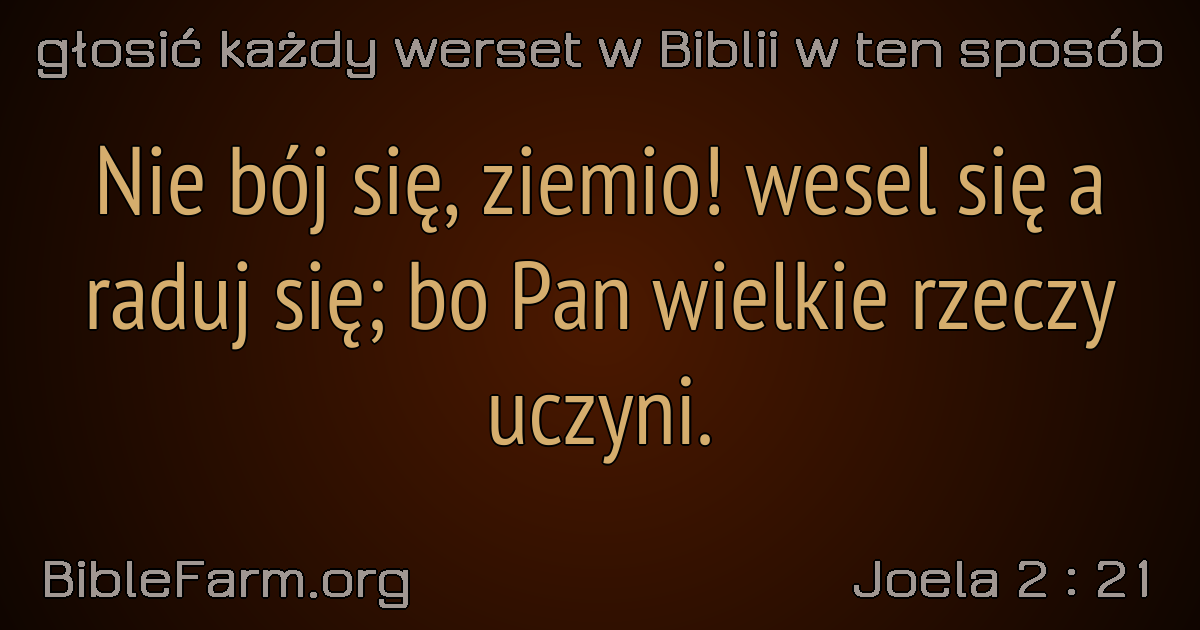 głosić każdy werset w Biblii w ten sposób
Nie bój się, ziemio! wesel się a
raduj się; bo Pan wielkie rzeczy
uczyni.
BibleFarm.org
Joela 2 : 21